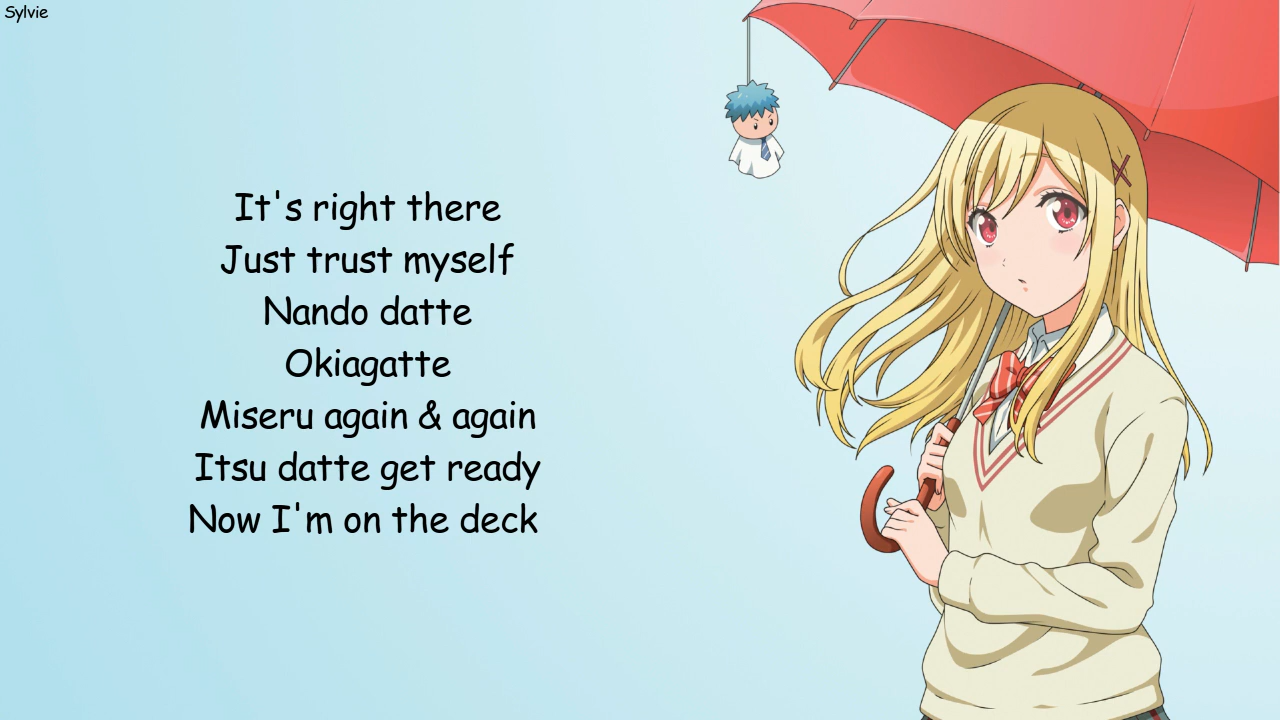 Sylvie
It's right there
Just trust myself
Nando datte
Okiagatte
Miseru again & again
Itsu datte get ready
Now I'm on the deck